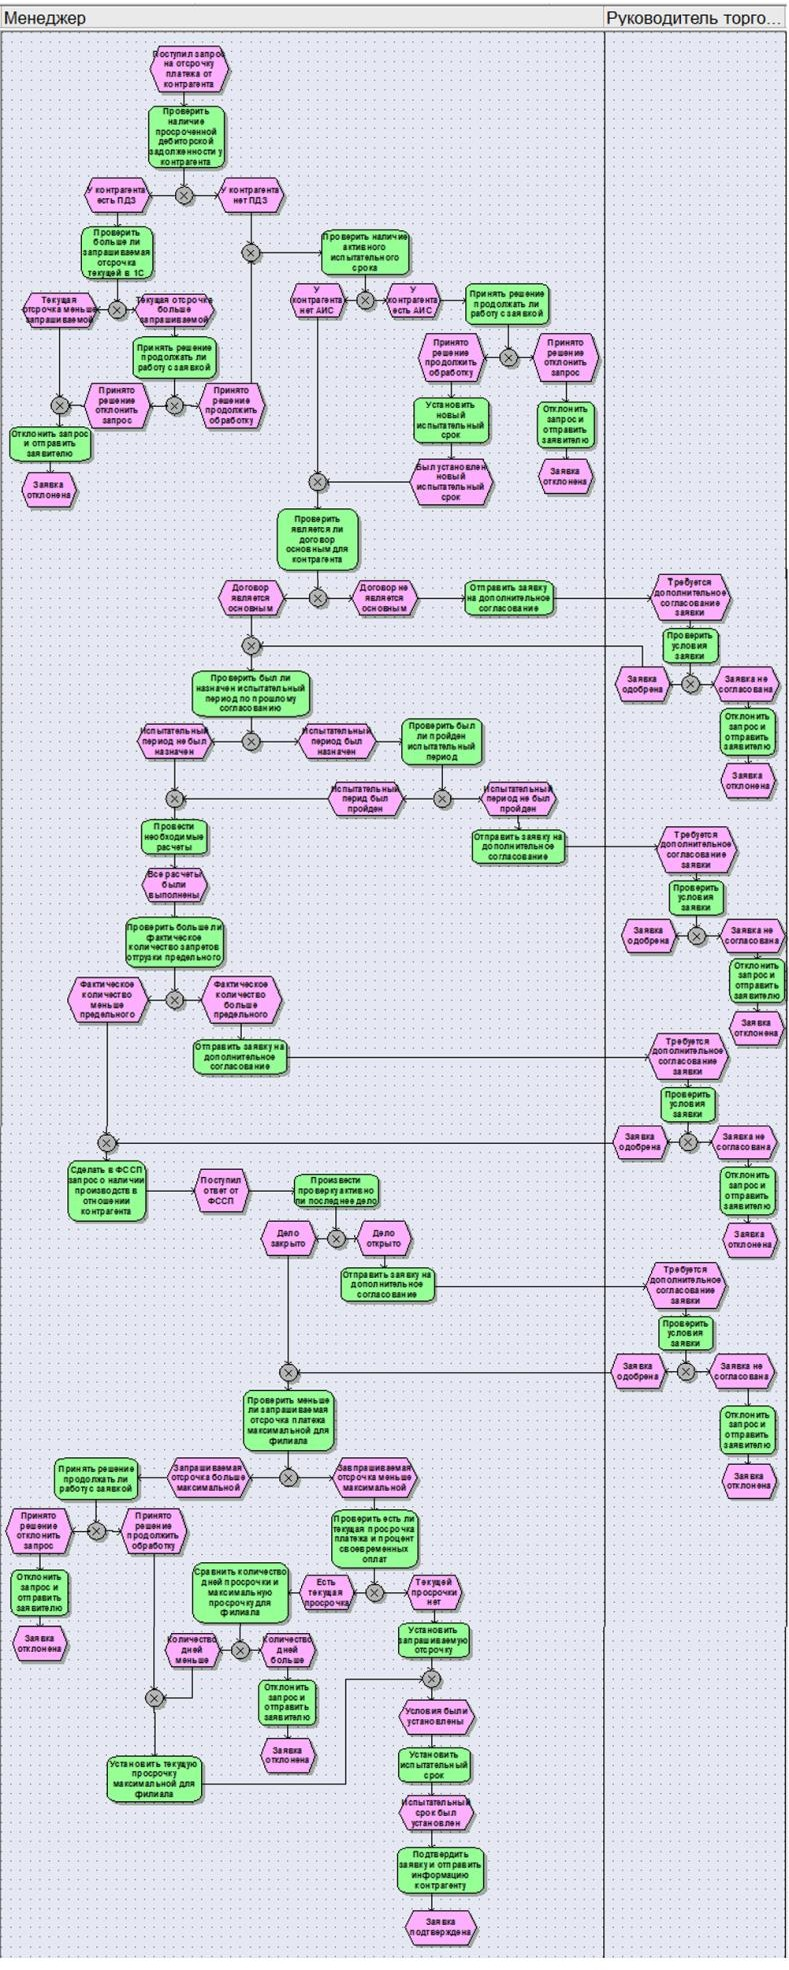 Менеджер
Руководитель торго...
Поступил запрос
на отсрочку
платежа от
контрагента
Проверить
наличие
просроченной
дебиторской
задолженности у
контрагента
У контрагента
есть ПДЗ
У контрагента
нет ПДЗ
Проверить
больше ли
запрашиваемая
отсрочка
текущей в 1С
Проверить наличие
активного
испытательного
срока
Текущая
отсрочка меньше
запрашиваемой
Текущая отсрочка
больше
запрашиваемой
У
контрагента
нет АИС
У
контрагента
есть АИС
Принять решение
продолжать ли
работу с заявкой
Принять решение
продолжать ли
работу с заявкой
Принято
решение
продолжить
обработку
Принято
решение
отклонить
запрос
Принято
решение
отклонить
запрос
Принято
решение
продолжить
обработку
Установить
новый
испытательный
срок
Отклонить
запрос и
отправить
заявителю
Отклонить запрос
и отправить
заявителю
Заявка
отклонена
Был установлен
новый
испытательный
срок
Заявка
отклонена
Проверить
является ли
договор
основным для
контрагента
Договор
является
основным
Договор не
является
основным
Отправить заявку
на дополнительное
согласование
Требуется
дополнительное
согласование
заявки
Проверить
условия
заявки
Заявка
одобрена
Заявка не
согласована
Отклонить
запрос и
отправить
заявителю
Заявка
отклонена
Проверить был ли
назначен испытательный
период по прошлому
согласованию
Испытательный
период не был
назначен
Испытательный
период был
назначен
Проверить был
ли пройден
испытательный
период
Испытательный
перид был
пройден
Испытательный
период не был
пройден
Провести
необходимые
расчеты
Отправить заявку на
дополнительное
согласование
Требуется
дополнительное
согласование
заявки
Проверить
условия
заявки
Заявка
одобрена
Заявка не
согласована
Отклонить
запрос и
отправить
заявителю
Заявка
отклонена
Все расчеты
были
выполнены
Проверить больше ли
фактическое
количество запретов
отгрузки предельного
Фактическое
количество
меньше
предельного
Фактическое
количество
больше
предельного
Отправить заявку на
дополнительное
согласование
Требуется
дополнительное
согласование
заявки
Проверить
условия
заявки
Заявка
одобрена
Заявка не
согласована
Отклонить
запрос и
отправить
заявителю
Заявка
отклонена
Сделать в ФССП
запрос о наличии
производств в
отношении
контрагента
Поступил
ответ от
ФССП
Произвести
проверку активно
ли последнее дело
Дело
закрыто
Дело
открыто
Отправить заявку на
дополнительное
согласование
Требуется
дополнительное
согласование
заявки
Проверить
условия
заявки
Заявка
одобрена
Заявка не
согласована
Отклонить
запрос и
отправить
заявителю
Заявка
отклонена
Проверить меньше
ли запрашиваемая
отсрочка платежа
максимальной для
филиала
Принять решение
продолжать ли
работу с заявкой
Запрашиваемая
отсрочка больше
максимальной
Завпрашиваемая
отсрочка меньше
максимальной
Принято
решение
отклонить
запрос
Принято
решение
продолжить
обработку
Проверить есть ли
текущая просрочка
платежа и процент
своевременных
оплат
Отклонить
запрос и
отправить
заявителю
Сравнить количество
дней просрочки и
максимальную
просрочку для
филиала
Есть
текущая
просрочка
Текущей
просрочки
нет
Заявка
отклонена
Количество
дней
меньше
Количество
дней
больше
Установить
запрашиваемую
отсрочку
Отклонить
запрос и
отправить
заявителю
Условия были
установлены
Заявка
отклонена
Установить текущую
просрочку
максимальной для
филиала
Установить
испытательный
срок
Испытательный
срок был
установлен
Подтвердить
заявку и отправить
информацию
контрагенту
Заявка
подтверждена